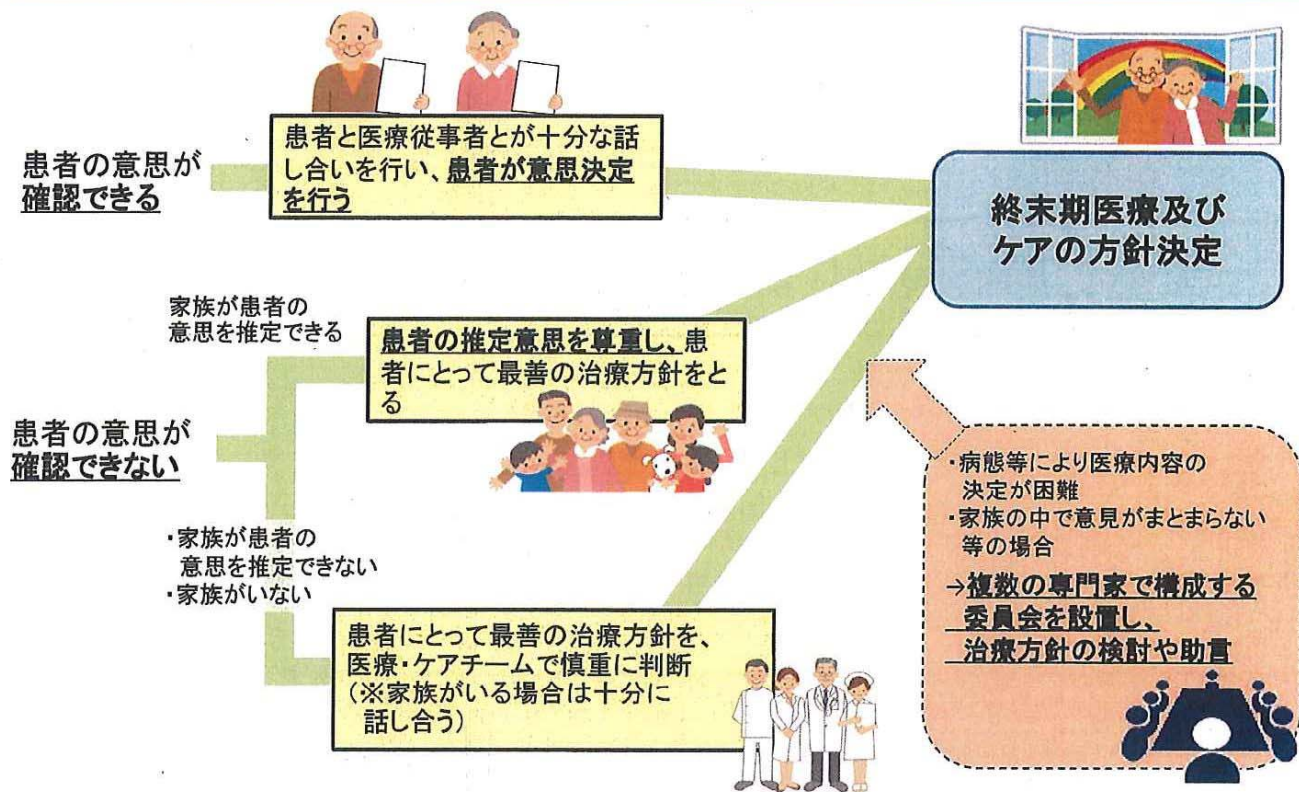 患者の意思が
確認できる
患者と医療従事者とが十分な話
し合いを行い、患者が意思決定
を行う
終末期医療及び
ケアの方針決定
家族が患者の
意思を推定できる
患者の推定意思を尊重し、患
者にとって最善の治療方針をと
る
患者の意思が
確認できない
・家族が患者の
意思を推定できない
・家族がいない
患者にとって最善の治療方針を、
医療・ケアチームで慎重に判断
(※家族がいる場合は十分に
話し合う)
・病態等により医療内容の
決定が困難
・家族の中で意見がまとまらない
等の場合
→複数の専門家で構成する
委員会を設置し、
治療方針の検討や助言